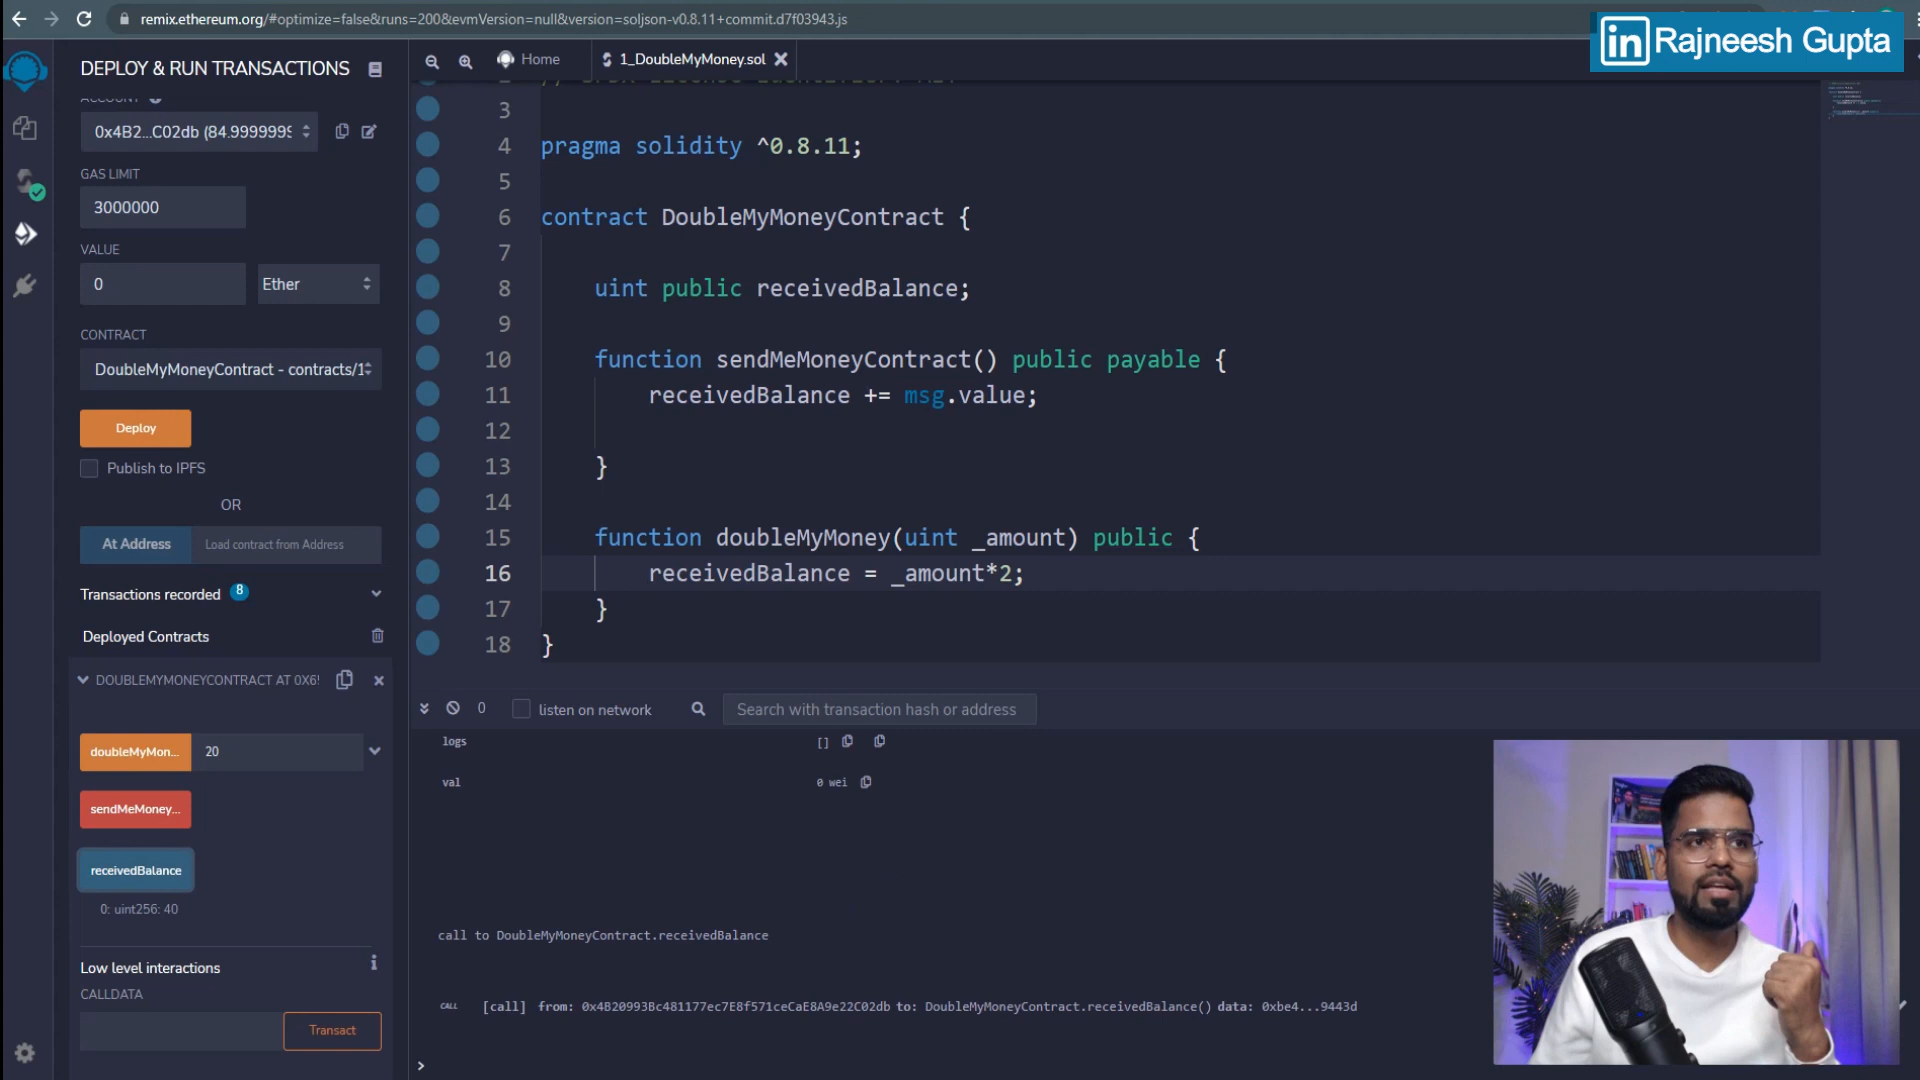 remix.ethereum.org/#optimize=false&runs=200&evmVersion=null&version=soljson-v0.8.11+commit.d7f03943.js
in Rajneesh Gupta
DEPLOY & RUN TRANSACTIONS
Home
1_DoubleMyMoney.sol
ACCOUNT
0x4B2...C02db (84.9999999
GAS LIMIT
3000000
VALUE
0
Ether
CONTRACT
DoubleMyMoneyContract - contracts/1
Deploy
Publish to IPFS
OR
At Address
Load contract from Address
Transactions recorded 8
Deployed Contracts
DOUBLEMYMONEYCONTRACT AT 0X6
doubleMyMon...
20
sendMeMoney...
receivedBalance
0: uint256: 40
Low level interactions
CALLDATA
Transact
3
4 pragma solidity ^0.8.11;
5
6 contract DoubleMyMoneyContract {
7
8 uint public receivedBalance;
9
10 function sendMeMoneyContract() public payable {
11 receivedBalance += msg.value;
12
13 }
14
15 function doubleMyMoney(uint _amount) public {
16 receivedBalance = _amount*2;
17 }
18 }
0
listen on network
Search with transaction hash or address
logs []
val 0 wei
call to DoubleMyMoneyContract.receivedBalance
CALL [call] from: 0x4B20993Bc481177ec7E8f571ceCaE8A9e22C02db to: DoubleMyMoneyContract.receivedBalance() data: 0xbe4...9443d
>